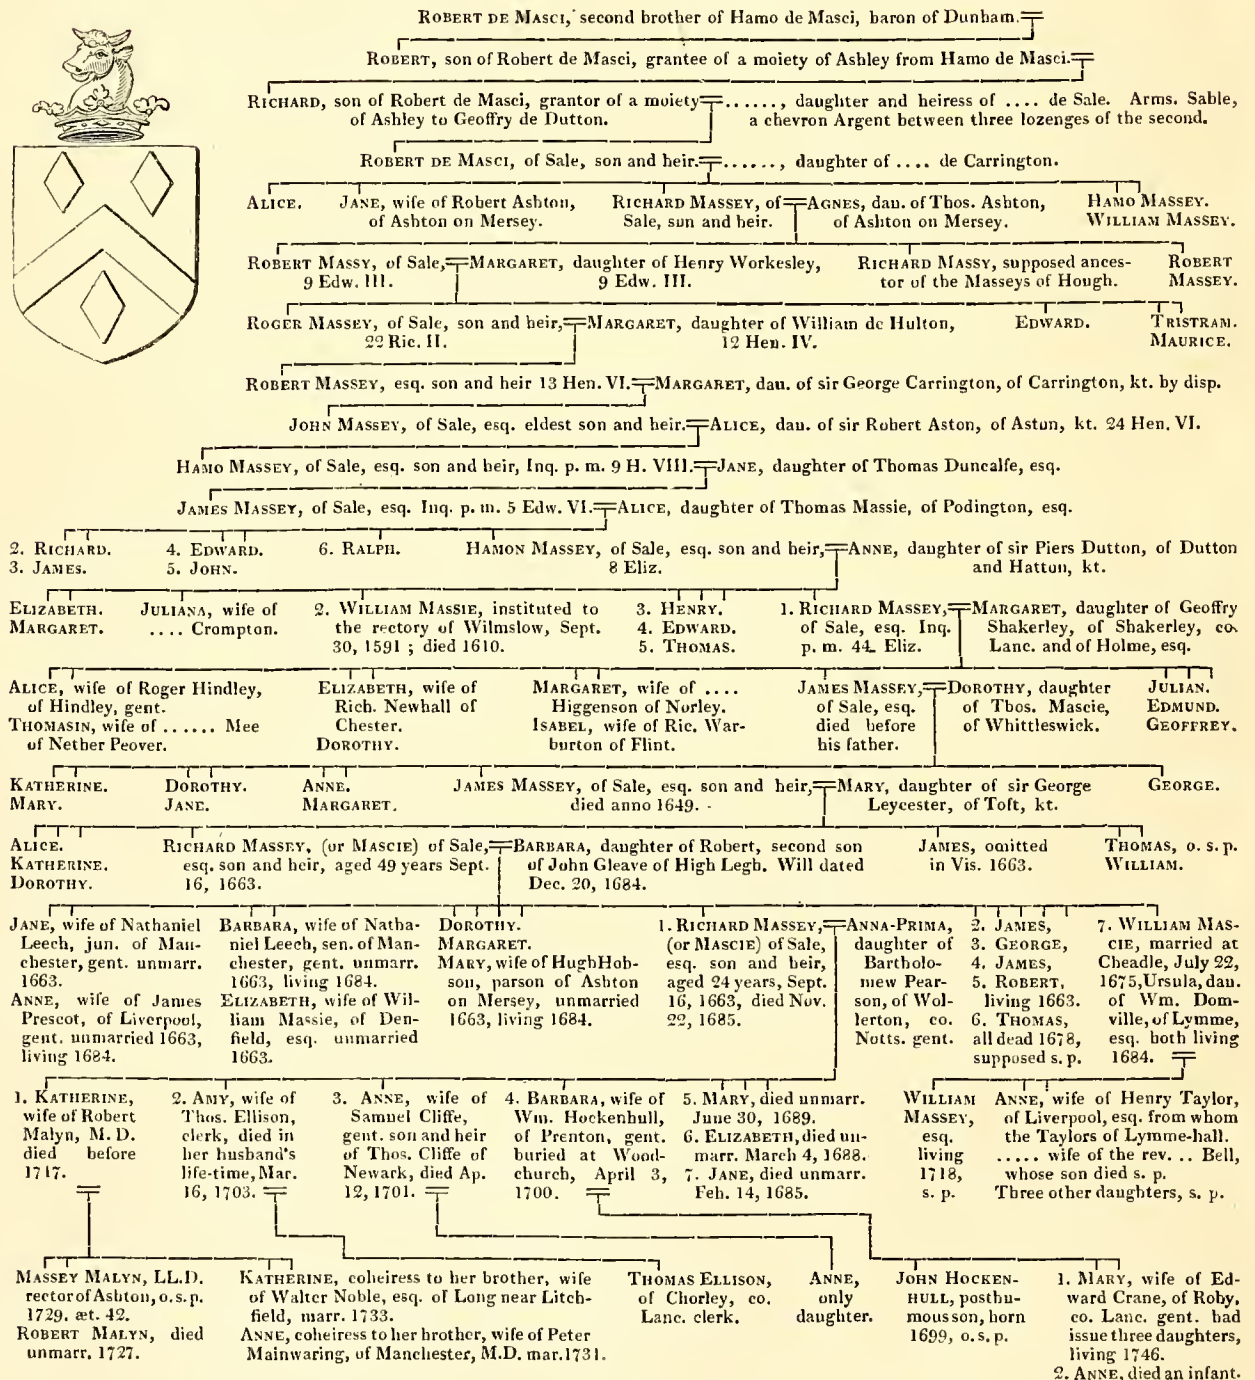 ROBERT DE MASCI, second brother of Hamo de Masci, baron of Dunham.
ROBERT, son of Robert de Masci, grantee of a moiety of Ashley from Hamo de Masci.
RICHARD, son of Robert de Masci, grantor of a moiety
of Ashley to Geoffry de Dutton.
......, daughter and heiress of .... de Sale. Arms. Sable,
a chevron Argent between three lozenges of the second.
ROBERT DE MASCI, of Sale, son and heir. ......, daughter of .... de Carrington.
ALICE.
JANE, wife of Robert Ashton,
of Ashton on Mersey.
RICHARD MASSEY, of
Sale, son and heir.
AGNES, dau. of Thos. Ashton,
of Ashton on Mersey.
HAMO MASSEY.
WILLIAM MASSEY.
ROBERT MASSY, of Sale,
9 Edw. III.
MARGARET, daughter of Henry Workesley,
9 Edw. III.
RICHARD MASSY, supposed ances-
tor of the Masseys of Hough.
ROBERT
MASSEY.
ROGER MASSEY, of Sale, son and heir,
22 Ric. II.
MARGARET, daughter of William de Hulton,
12 Hen. IV.
EDWARD.
TRISTRAM.
MAURICE.
ROBERT MASSEY, esq. son and heir 13 Hen. VI. MARGARET, dau. of sir George Carrington, of Carrington, kt. by disp.
JOHN MASSEY, of Sale, esq. eldest son and heir. ALICE, dau. of sir Robert Aston, of Aston, kt. 24 Hen. VI.
HAMO MASSEY, of Sale, esq. son and heir, Inq. p. m. 9 H. VIII. JANE, daughter of Thomas Duncalfe, esq.
JAMES MASSEY, of Sale, esq. Inq. p. m. 5 Edw. VI. ALICE, daughter of Thomas Massie, of Podington, esq.
2. RICHARD.
3. JAMES.
4. EDWARD.
5. JOHN.
6. RALPH.
HAMON MASSEY, of Sale, esq. son and heir,
8 Eliz.
ANNE, daughter of sir Piers Dutton, of Dutton
and Hatton, kt.
ELIZABETH.
MARGARET.
JULIANA, wife of
.... Crompton.
2. WILLIAM MASSIE, instituted to
the rectory of Wilmslow, Sept.
30, 1591 ; died 1610.
3. HENRY.
4. EDWARD.
5. THOMAS.
1. RICHARD MASSEY,
of Sale, esq. Inq.
p. m. 44 Eliz.
MARGARET, daughter of Geoffry
Shakerley, of Shakerley, co.
Lanc. and of Holme, esq.
ALICE, wife of Roger Hindley,
of Hindley, gent.
THOMASIN, wife of ...... Mee
of Nether Peover.
ELIZABETH, wife of
Rich. Newhall of
Chester.
DOROTHY.
MARGARET, wife of ....
Higgenson of Norley.
ISABEL, wife of Ric. War-
burton of Flint.
JAMES MASSEY,
of Sale, esq.
died before
his father.
DOROTHY, daughter
of Thos. Mascie,
of Whittleswick.
JULIAN.
EDMUND.
GEOFFREY.
KATHERINE.
MARY.
DOROTHY.
JANE.
ANNE.
MARGARET.
JAMES MASSEY, of Sale, esq. son and heir,
died anno 1649.
MARY, daughter of sir George
Leycester, of Toft, kt.
GEORGE.
ALICE.
KATHERINE.
DOROTHY.
RICHARD MASSEY, (or MASCIE) of Sale,
esq. son and heir, aged 49 years Sept.
16, 1663.
BARBARA, daughter of Robert, second son
of John Gleave of High Legh. Will dated
Dec. 20, 1684.
JAMES, omitted
in Vis. 1663.
THOMAS, o. s. p.
WILLIAM.
JANE, wife of Nathaniel
Leech, jun. of Man-
chester, gent. unmarr.
1663.
ANNE, wife of James
Prescot, of Liverpool,
gent. unmarried 1663,
living 1684.
BARBARA, wife of Natha-
niel Leech, sen. of Man-
chester, gent. unmarr.
1663, living 1684.
ELIZABETH, wife of Wil-
liam Massie, of Den-
field, esq. unmarried
1663.
DOROTHY.
MARGARET.
MARY, wife of Hugh Hob-
son, parson of Ashton
on Mersey, unmarried
1663, living 1684.
1. RICHARD MASSEY,
(or MASCIE) of Sale,
esq. son and heir,
aged 24 years, Sept.
16, 1663, died Nov.
22, 1685.
ANNA-PRIMA,
daughter of
Bartholo-
mew Pear-
son, of Wol-
lerton, co.
Notts. gent.
2. JAMES,
3. GEORGE,
4. JAMES,
5. ROBERT,
living 1663.
6. THOMAS,
all dead 1678,
supposed s. p.
7. WILLIAM MAS-
CIE, married at
Cheadle, July 22,
1675, Ursula, dau.
of Wm. Dom-
ville, of Lymme,
esq. both living
1684.
1. KATHERINE,
wife of Robert
Malyn, M. D.
died before
1717.
2. AMY, wife of
Thos. Ellison,
clerk, died in
her husband's
life-time, Mar.
16, 1703.
3. ANNE, wife of
Samuel Cliffe,
gent. son and heir
of Thos. Cliffe of
Newark, died Ap.
12, 1701.
4. BARBARA, wife of
Wm. Hockenhull,
of Prenton, gent.
buried at Wood-
church, April 3,
1700.
5. MARY, died unmarr.
June 30, 1689.
6. ELIZABETH, died un-
marr. March 4, 1688.
7. JANE, died unmarr.
Feb. 14, 1685.
WILLIAM
MASSEY,
esq.
living
1718,
s. p.
ANNE, wife of Henry Taylor,
of Liverpool, esq. from whom
the Taylors of Lymme-hall.
..... wife of the rev. .. Bell,
whose son died s. p.
Three other daughters, s. p.
MASSEY MALYN, LL.D.
rector of Ashton, o. s. p.
1729. æt. 42.
ROBERT MALYN, died
unmarr. 1727.
KATHERINE, coheiress to her brother, wife
of Walter Noble, esq. of Long near Litch-
field, marr. 1733.
ANNE, coheiress to her brother, wife of Peter
Mainwaring, of Manchester, M.D. mar. 1731.
THOMAS ELLISON,
of Chorley, co.
Lanc. clerk.
ANNE,
only
daughter.
JOHN HOCKEN-
HULL, posthu-
mous son, born
1699, o. s. p.
1. MARY, wife of Ed-
ward Crane, of Roby,
co. Lanc. gent. had
issue three daughters,
living 1746.
2. ANNE, died an infant.